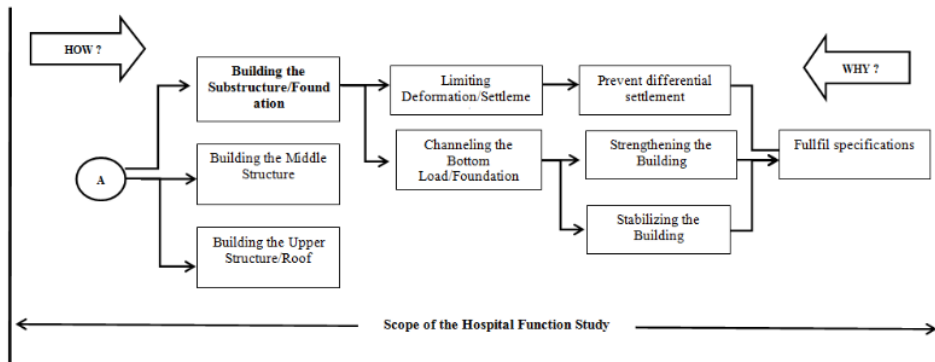 HOW ?
WHY ?
Building the
Substructure/Found
ation
Limiting
Deformation/Settleme
Prevent differential
settlement
A
Building the Middle
Structure
Channeling the
Bottom
Load/Foundation
Strengthening the
Building
Fullfil specifications
Building the Upper
Structure/Roof
Stabilizing the
Building
Scope of the Hospital Function Study